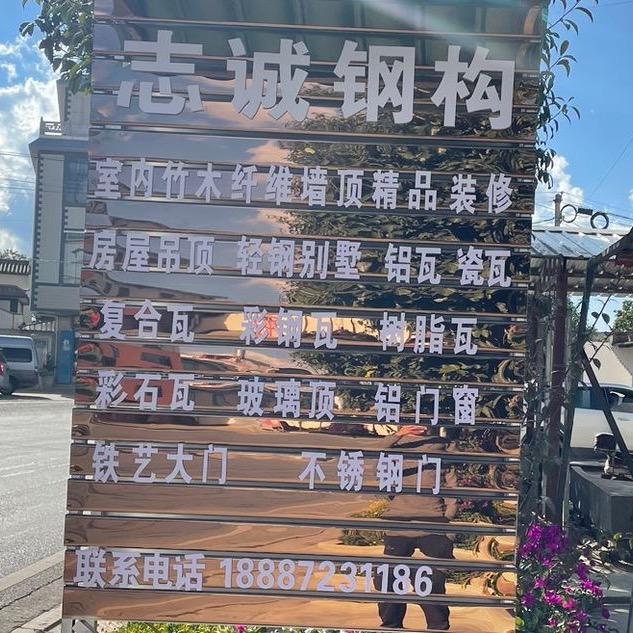 志诚钢构
室内竹木纤维墙顶精品装修
房屋吊顶 轻钢别墅 铝瓦 瓷瓦
复合瓦 彩钢瓦 树脂瓦
彩石瓦 玻璃顶 铝门窗
铁艺大门 不锈钢门
联系电话 18887231186